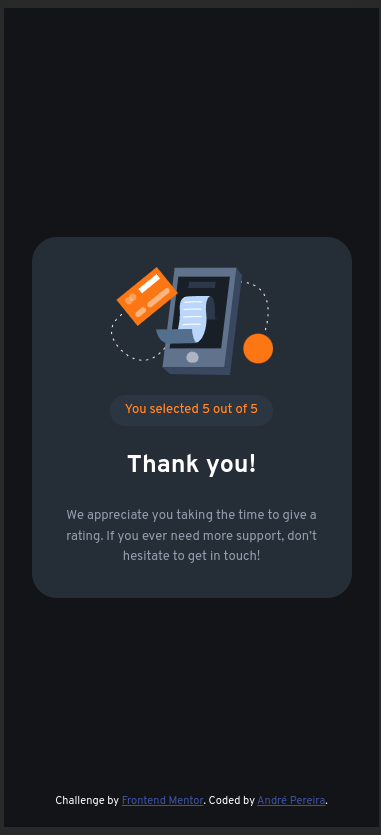 You selected 5 out of 5
Thank you!
We appreciate you taking the time to give a
rating. If you ever need more support, don't
hesitate to get in touch!
Challenge by Frontend Mentor. Coded by André Pereira.